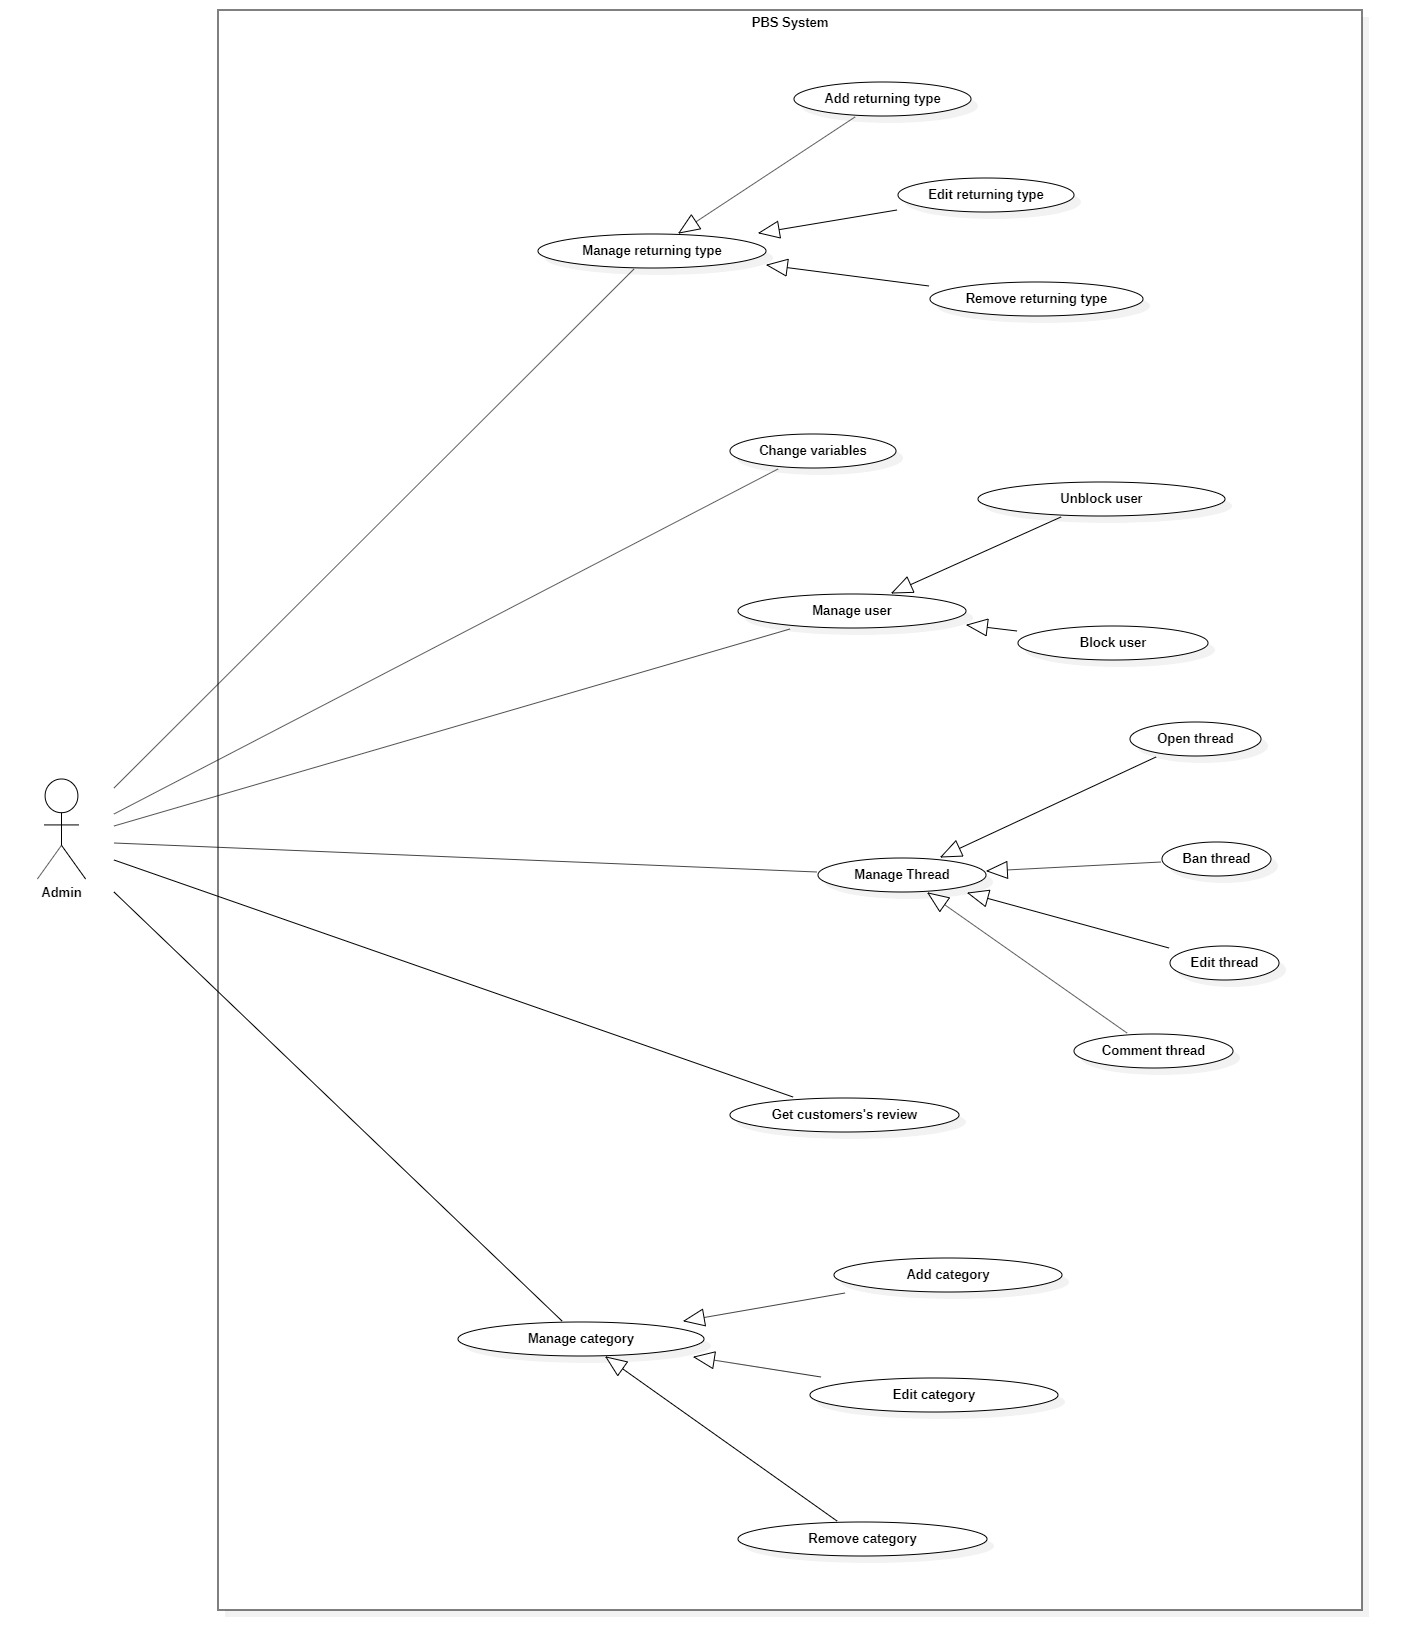 PBS System
Add returning type
Edit returning type
Manage returning type
Remove returning type
Change variables
Unblock user
Manage user
Block user
Open thread
Ban thread
Manage Thread
Admin
Edit thread
Comment thread
Get customers's review
Add category
Manage category
Edit category
Remove category